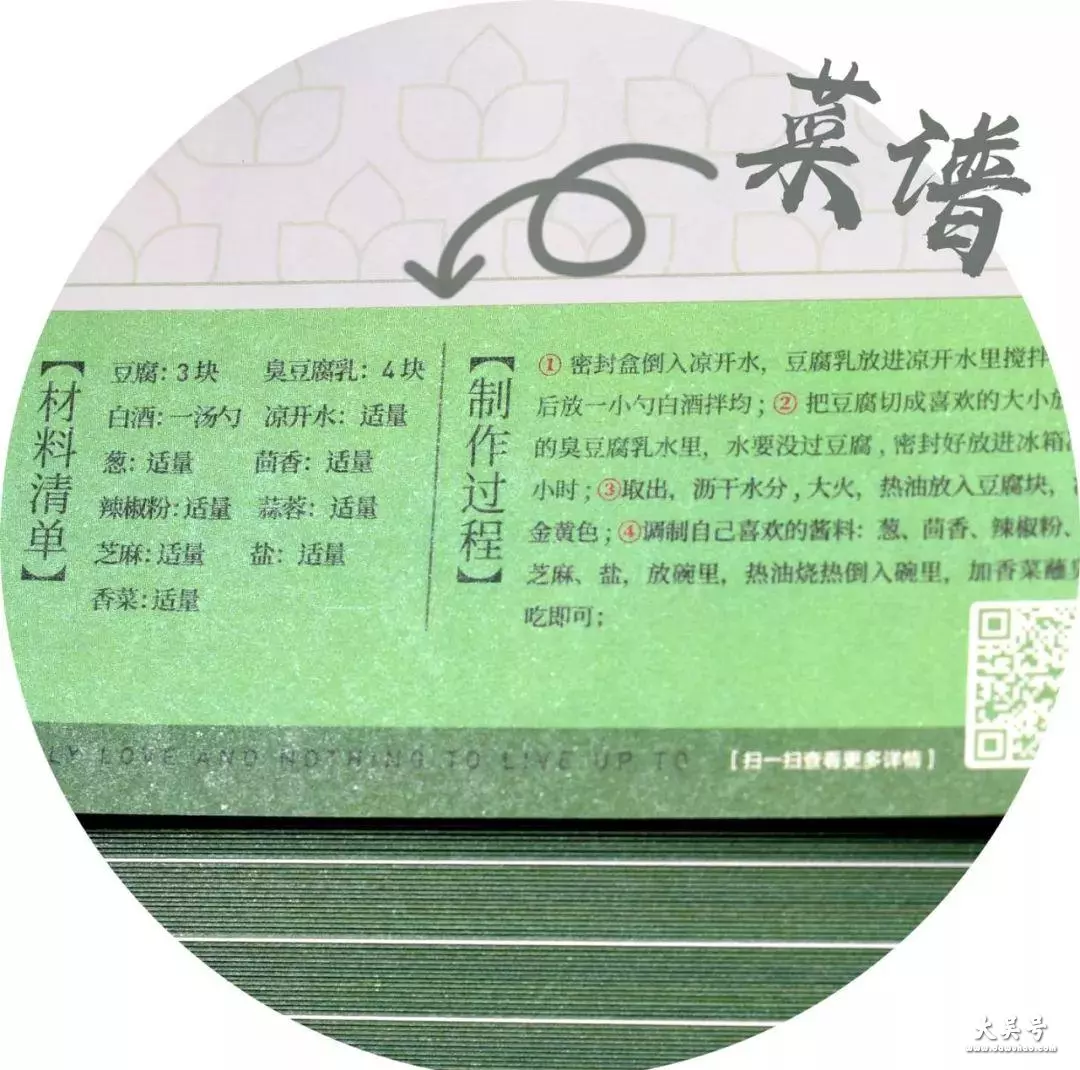 菜谱
【材料清单】
豆腐：3块 臭豆腐乳：4块
白酒：一汤勺 凉开水：适量
葱：适量 茴香：适量
辣椒粉：适量 蒜蓉：适量
芝麻：适量 盐：适量
香菜：适量
【制作过程】
①密封盒倒入凉开水，豆腐乳放进凉开水里搅拌
后放一小勺白酒拌均；②把豆腐切成喜欢的大小放
的臭豆腐乳水里，水要没过豆腐，密封好放进冰箱
小时；③取出，沥干水分，大火，热油放入豆腐块，
金黄色；④调制自己喜欢的酱料：葱、茴香、辣椒粉、
芝麻、盐，放碗里，热油烧热倒入碗里，加香菜蘸
吃即可；
LY LOVE AND NOTHING TO LIVE UP TO
【扫一扫查看更多详情】
大吴号
www.dawuhao.com